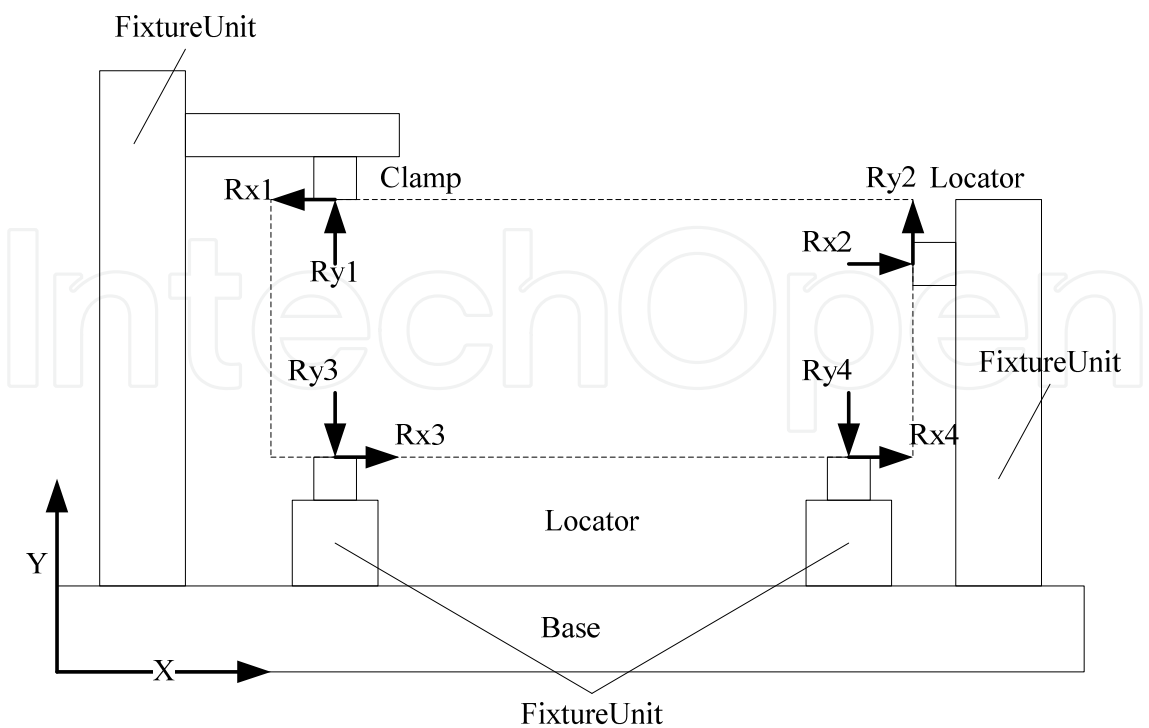 FixtureUnit
Clamp
Rx1
Ry1
Ry2
Locator
Rx2
IntechOpen
FixtureUnit
Ry3
Ry4
Rx3
Rx4
Locator
Y
Base
X
FixtureUnit